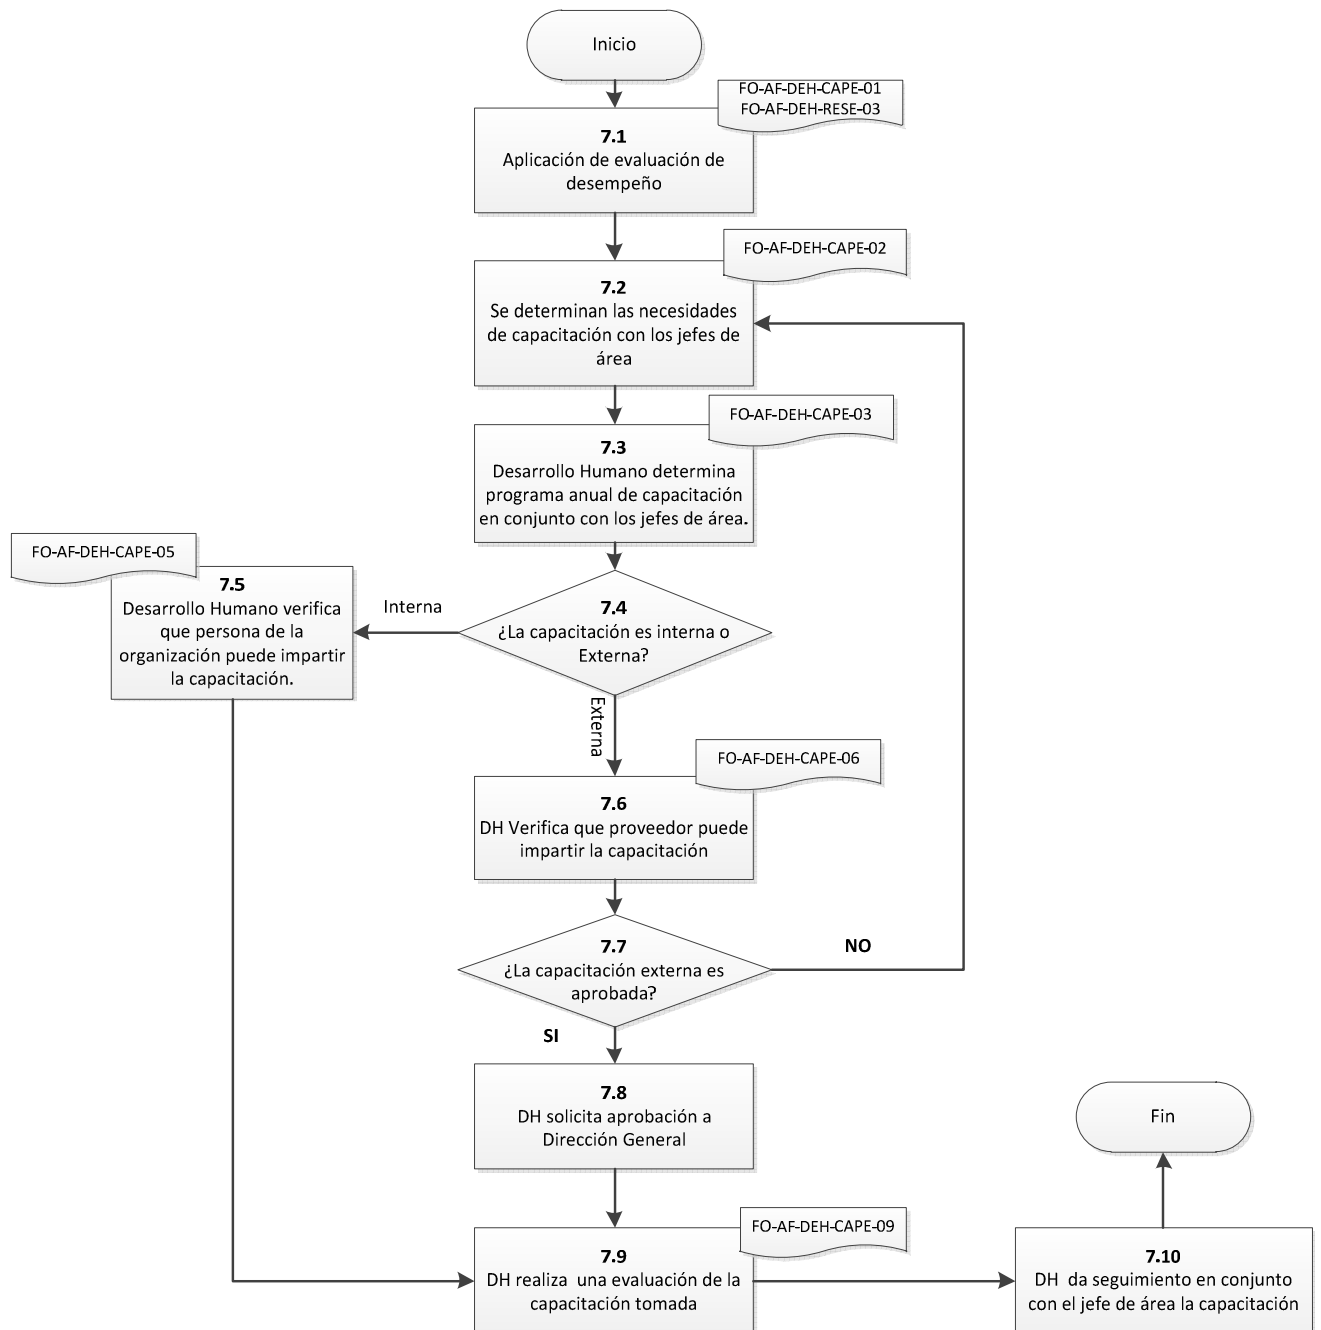 Inicio
FO-AF-DEH-CAPE-01
FO-AF-DEH-RESE-03
7.1
Aplicación de evaluación de
desempeño
FO-AF-DEH-CAPE-02
7.2
Se determinan las necesidades
de capacitación con los jefes de
área
FO-AF-DEH-CAPE-03
7.3
Desarrollo Humano determina
programa anual de capacitación
en conjunto con los jefes de área.
FO-AF-DEH-CAPE-05
7.5
Desarrollo Humano verifica
que persona de la
organización puede impartir
la capacitación.
Interna
7.4
¿La capacitación es interna o
Externa?
Externa
FO-AF-DEH-CAPE-06
7.6
DH Verifica que proveedor puede
impartir la capacitación
7.7
¿La capacitación externa es
aprobada?
NO
SI
7.8
DH solicita aprobación a
Dirección General
Fin
FO-AF-DEH-CAPE-09
7.9
DH realiza  una evaluación de la
capacitación tomada
7.10
DH  da seguimiento en conjunto
con el jefe de área la capacitación